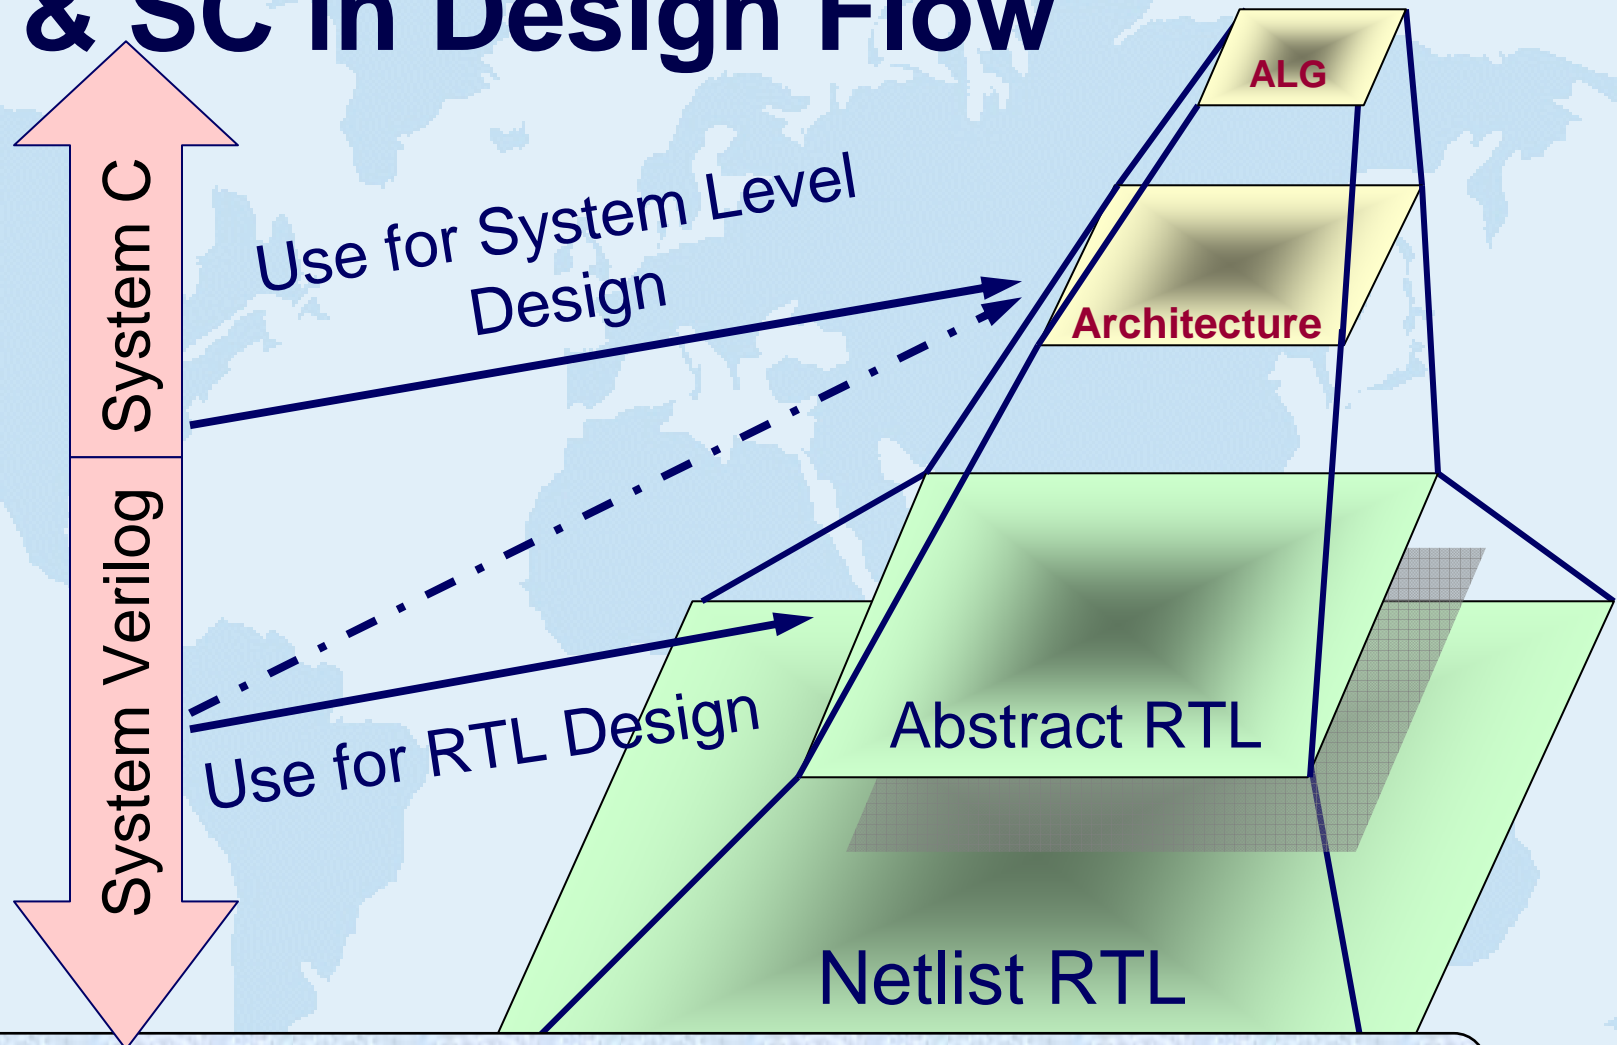 & SC in Design Flow
ALG
System C
Use for System Level
Design
Architecture
System Verilog
Use for RTL Design
Abstract RTL
Netlist RTL